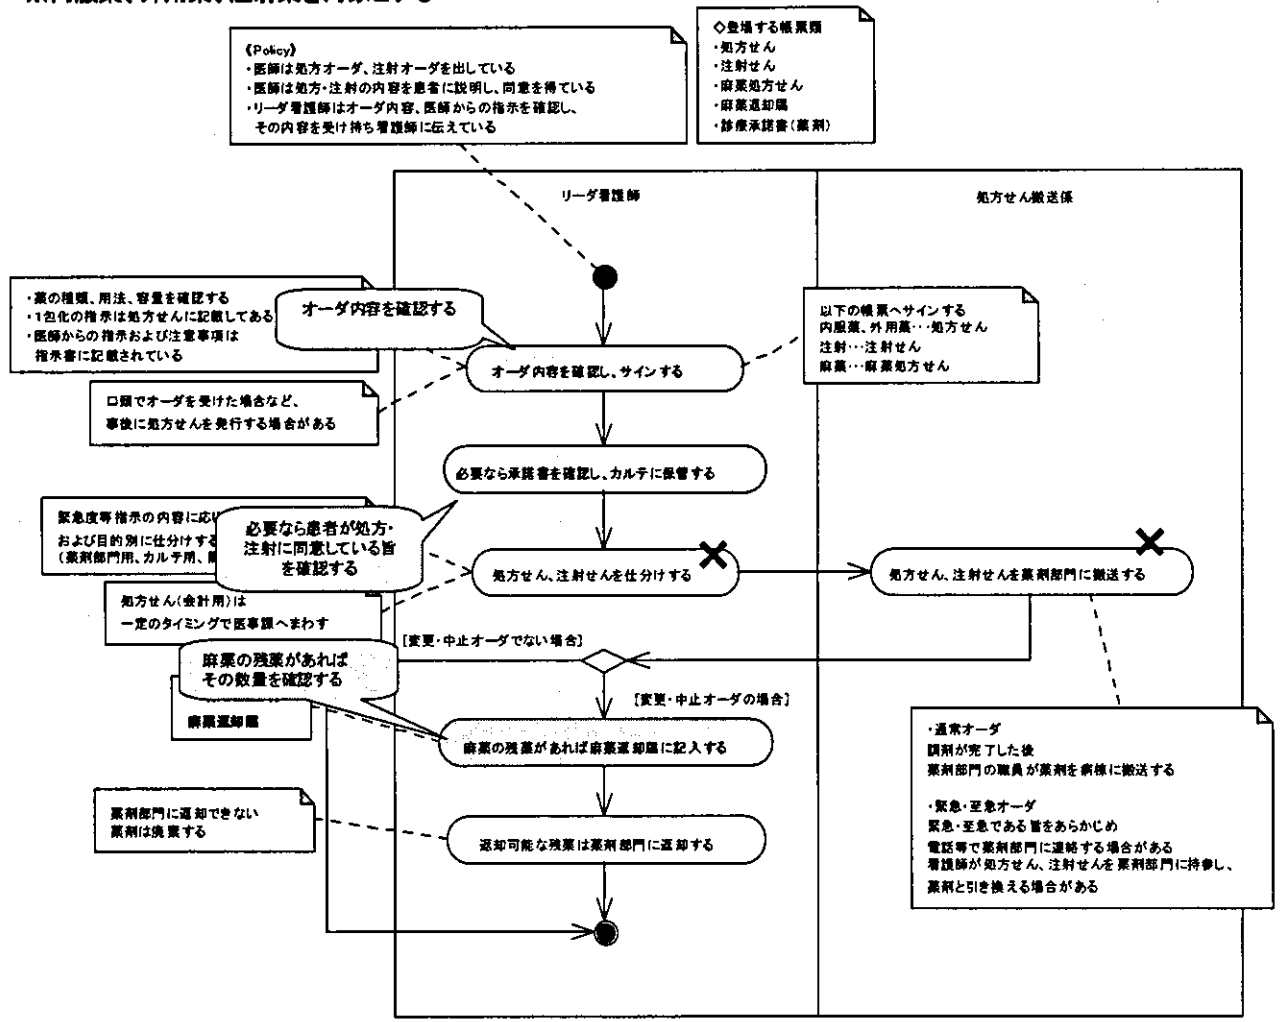 《Policy》
・医師は処方オーダ、注射オーダを出している
・医師は処方・注射の内容を患者に説明し、同意を得ている
・リーダ看護師はオーダ内容、医師からの指示を確認し、
その内容を受け持ち看護師に伝えている
◇登場する帳票類
・処方せん
・注射せん
・麻薬処方せん
・麻薬返却届
・診療承諾書(薬剤)
リーダ看護師
処方せん搬送係
・薬の種類、用法、容量を確認する
・1包化の指示は処方せんに記載してある
・医師からの指示および注意事項は
指示書に記載されている
オーダ内容を確認する
以下の帳票へサインする
内服薬、外用薬…処方せん
注射…注射せん
麻薬…麻薬処方せん
オーダ内容を確認し、サインする
口頭でオーダを受けた場合など、
事後に処方せんを発行する場合がある
必要なら承諾書を確認し、カルテに保管する
緊急度等指示の内容に応
および目的別に仕分けする
(薬剤部門用、カルテ用、
必要なら患者が処方・
注射に同意している旨
を確認する
処方せん、注射せんを仕分けする
処方せん、注射せんを薬剤部門に搬送する
処方せん(会計用)は
一定のタイミングで医事課へまわす
[変更・中止オーダでない場合]
麻薬の残薬があれば
その数量を確認する
[変更・中止オーダの場合]
麻薬返却届
麻薬の残薬があれば麻薬返却届に記入する
・通常オーダ
調剤が完了した後
薬剤部門の職員が薬剤を病棟に搬送する
・緊急・至急オーダ
緊急・至急である旨をあらかじめ
電話等で薬剤部門に連絡する場合がある
看護師が処方せん、注射せんを薬剤部門に持参し、
薬剤と引き換える場合がある
薬剤部門に返却できない
薬剤は廃棄する
返却可能な残薬は薬剤部門に返却する